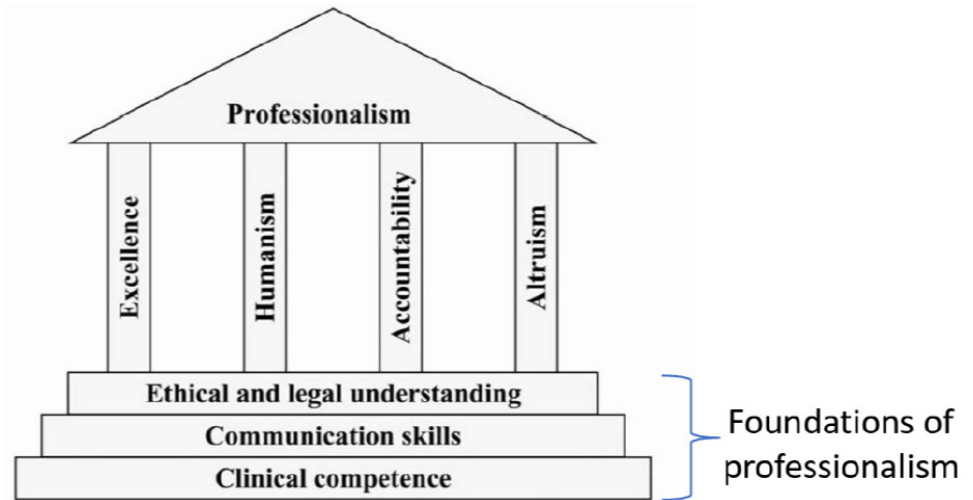 Professionalism
Excellence
Humanism
Accountability
Altruism
Ethical and legal understanding
Communication skills
Clinical competence
Foundations of
professionalism